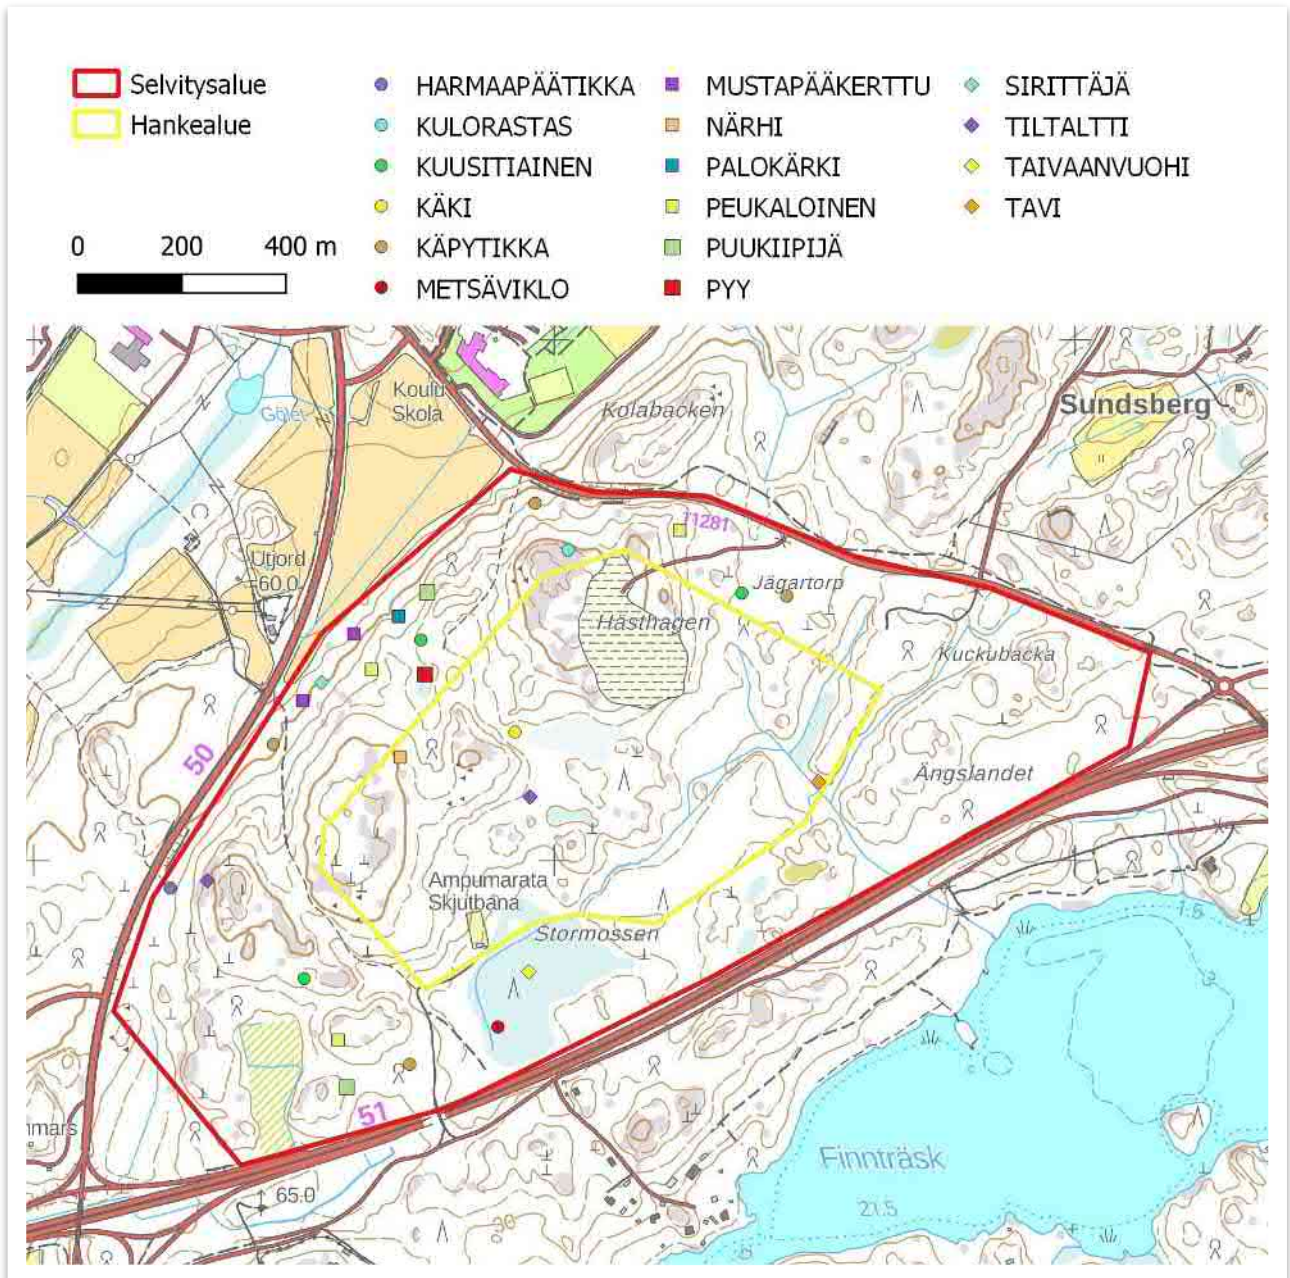 Selvitysalue
Hankealue
0 200 400 m
HARMAAPÄÄTIKKA
KULORASTAS
KUUSITIAINEN
KÄKI
KÄPYTIKKA
METSÄVIKLO
MUSTAPÄÄKERTTU
NÄRHI
PALOKÄRKI
PEUKALOINEN
PUUKIIPIJÄ
PYY
SIRITTÄJÄ
TILTALTTI
TAIVAANVUOHI
TAVI
Koulu
Skola
Kolabacken
Sundsberg
11281
Utjord
60.0
Jägartorp
Hästhagen
Kuckubacka
50
Ängslandet
Ampumarata
Skjutbana
Stormossen
1.5
3
51
mars
Finnträsk
65.0
21.5